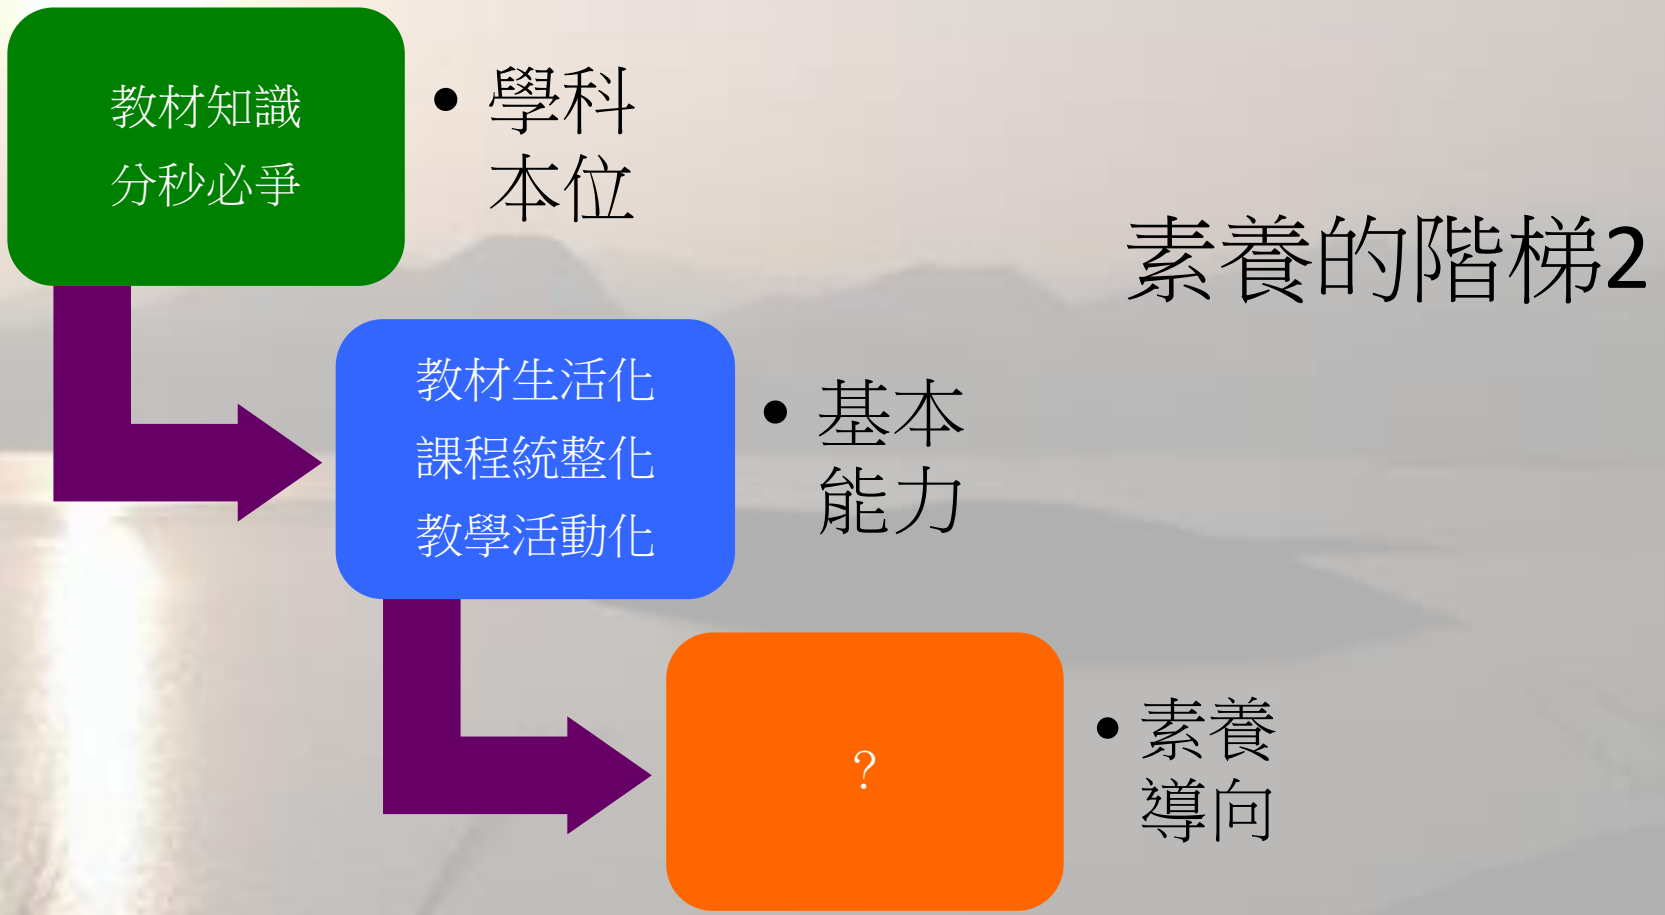 教材知識
分秒必爭
• 學科
本位
素養的階梯2
教材生活化
課程統整化
教學活動化
• 基本
能力
？
• 素養
導向